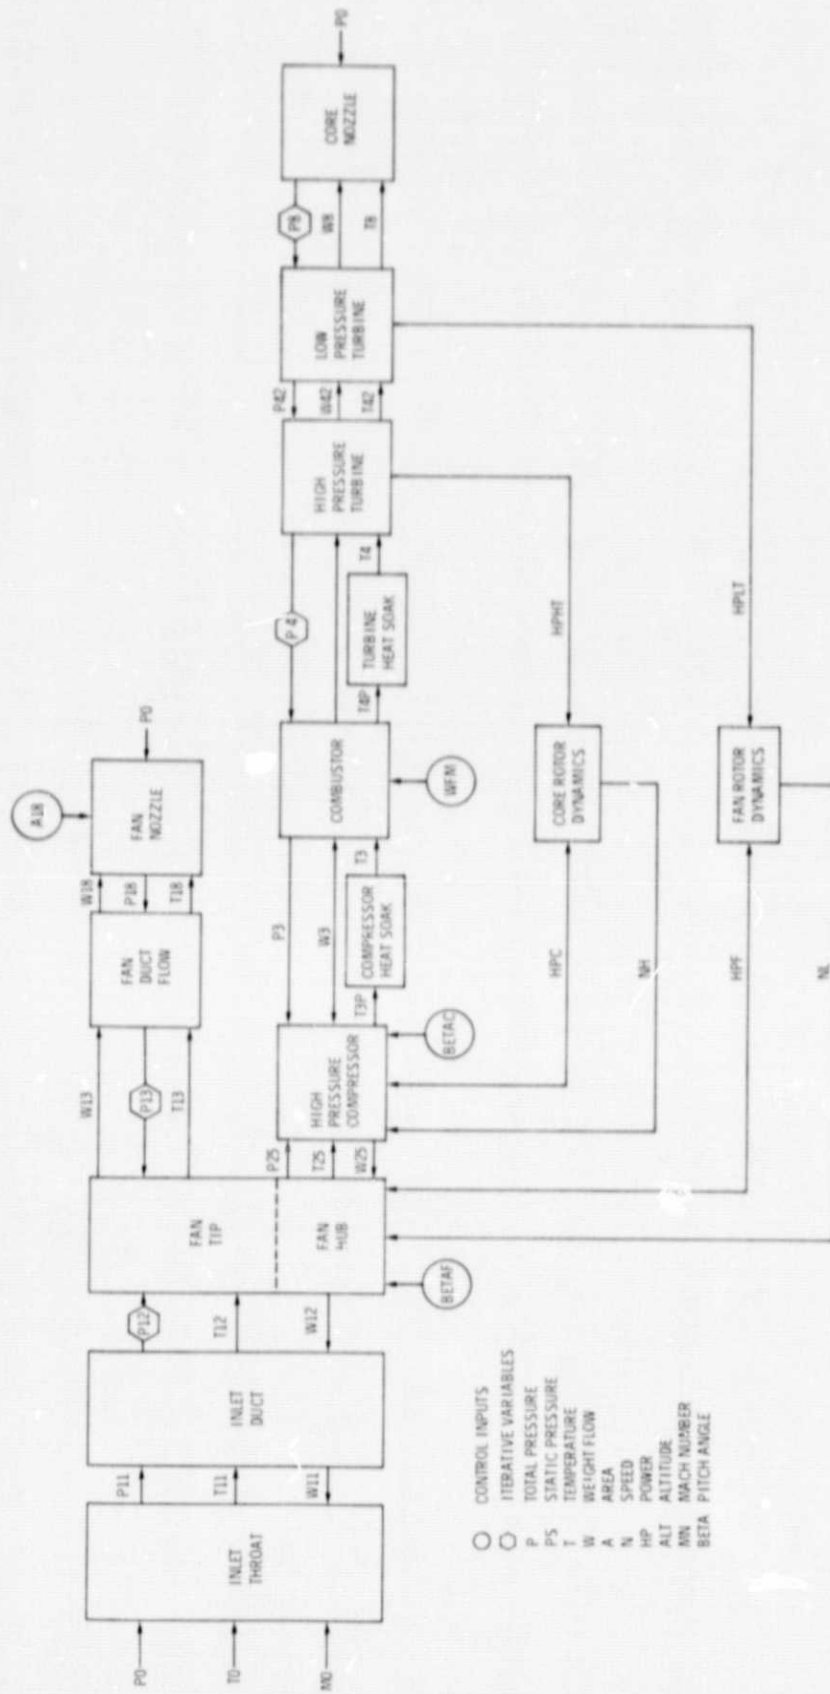 A18
W18
P18
T18
FAN
NOZZLE
P0
W13
P13
T13
FAN
DUCT
FLOW
P0
T0
M0
INLET
THROAT
P11
T11
W11
INLET
DUCT
P12
T12
W12
FAN
TIP
FAN
HUB
BETAF
P25
T25
W25
HIGH
PRESSURE
COMPRESSOR
BETAC
P3
W3
T3P
COMPRESSOR
HEAT SOAK
T3
COMBUSTOR
WFM
P4
T4P
TURBINE
HEAT SOAK
T4
HIGH
PRESSURE
TURBINE
P42
W42
T42
LOW
PRESSURE
TURBINE
P8
W8
T8
CORE
NOZZLE
P0
HPC
HPHT
CORE ROTOR
DYNAMICS
NH
HPF
HPLT
FAN ROTOR
DYNAMICS
NL
CONTROL INPUTS
ITERATIVE VARIABLES
P TOTAL PRESSURE
PS STATIC PRESSURE
T TEMPERATURE
W WEIGHT FLOW
A AREA
N SPEED
HP POWER
ALT ALTITUDE
MN MACH NUMBER
BETA PITCH ANGLE